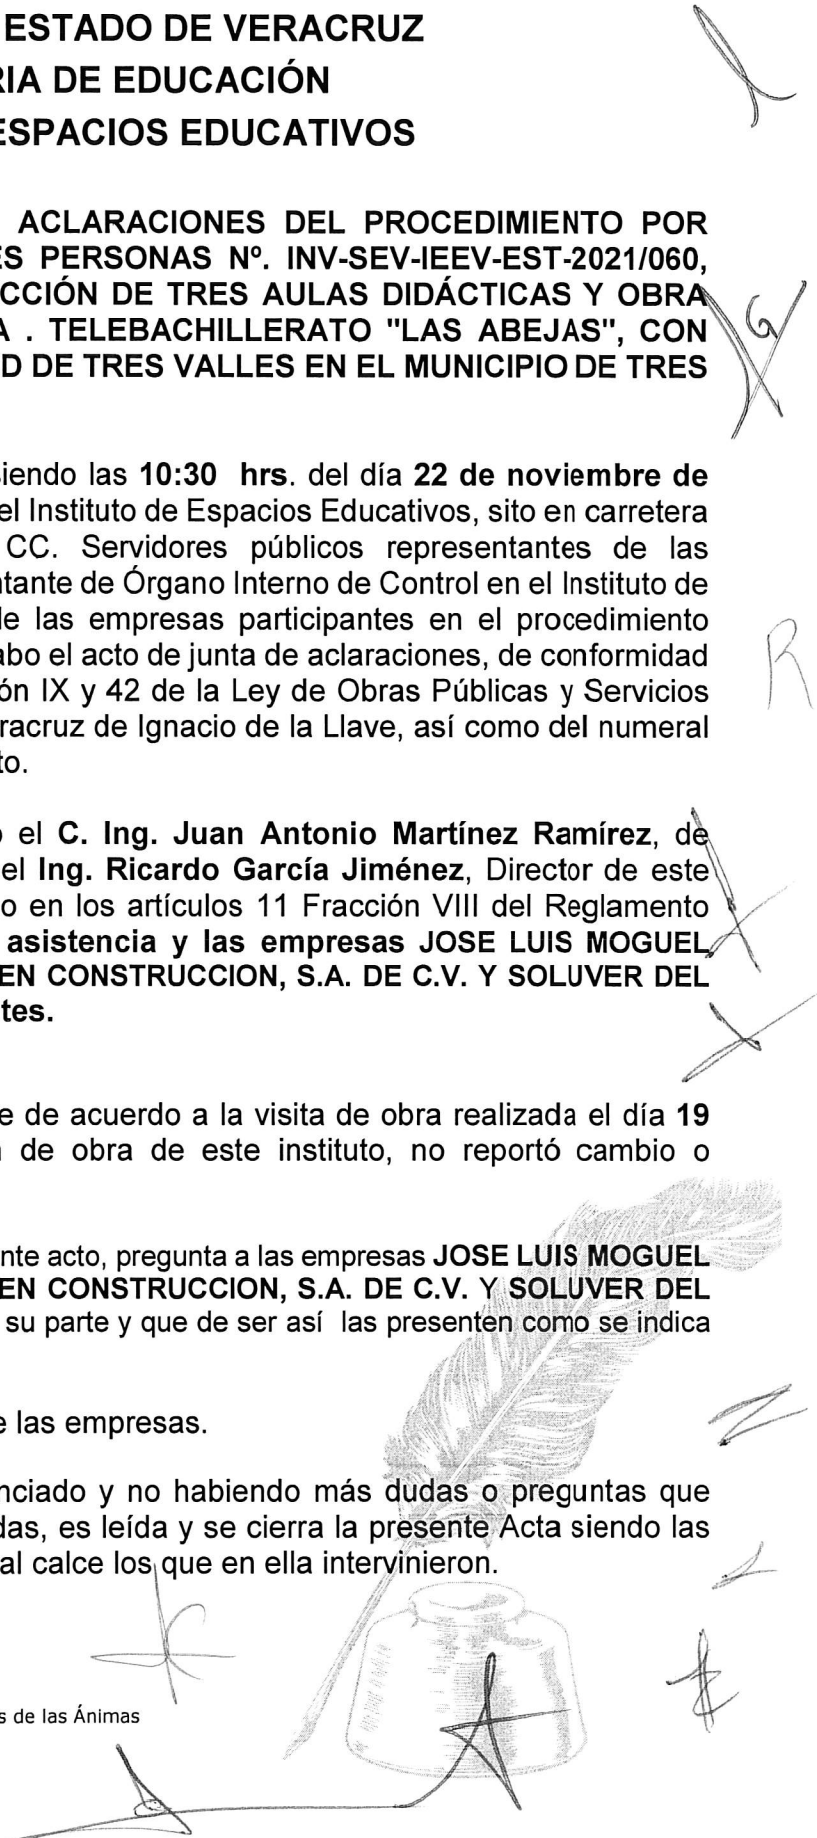 ESTADO DE VERACRUZ
RIA DE EDUCACIÓN
ESPACIOS EDUCATIVOS
ACLARACIONES DEL PROCEDIMIENTO POR
ES PERSONAS Nº. INV-SEV-IEEV-EST-2021/060,
CCIÓN DE TRES AULAS DIDÁCTICAS Y OBRA
A . TELEBACHILLERATO "LAS ABEJAS", CON
D DE TRES VALLES EN EL MUNICIPIO DE TRES
siendo las 10:30 hrs. del día 22 de noviembre de
el Instituto de Espacios Educativos, sito en carretera
CC. Servidores públicos representantes de las
ntante de Órgano Interno de Control en el Instituto de
de las empresas participantes en el procedimiento
abo el acto de junta de aclaraciones, de conformidad
ón IX y 42 de la Ley de Obras Públicas y Servicios
racruz de Ignacio de la Llave, así como del numeral
to.
o el C. Ing. Juan Antonio Martínez Ramírez, de
el Ing. Ricardo García Jiménez, Director de este
o en los artículos 11 Fracción VIII del Reglamento
asistencia y las empresas JOSE LUIS MOGUEL
EN CONSTRUCCION, S.A. DE C.V. Y SOLUVER DEL
tes.
e de acuerdo a la visita de obra realizada el día 19
a de obra de este instituto, no reportó cambio o
nte acto, pregunta a las empresas JOSE LUIS MOGUEL
EN CONSTRUCCION, S.A. DE C.V. Y SOLUVER DEL
su parte y que de ser así las presenten como se indica
e las empresas.
nciado y no habiendo más dudas o preguntas que
das, es leída y se cierra la presente Acta siendo las
al calce los que en ella intervinieron.
s de las Ánimas